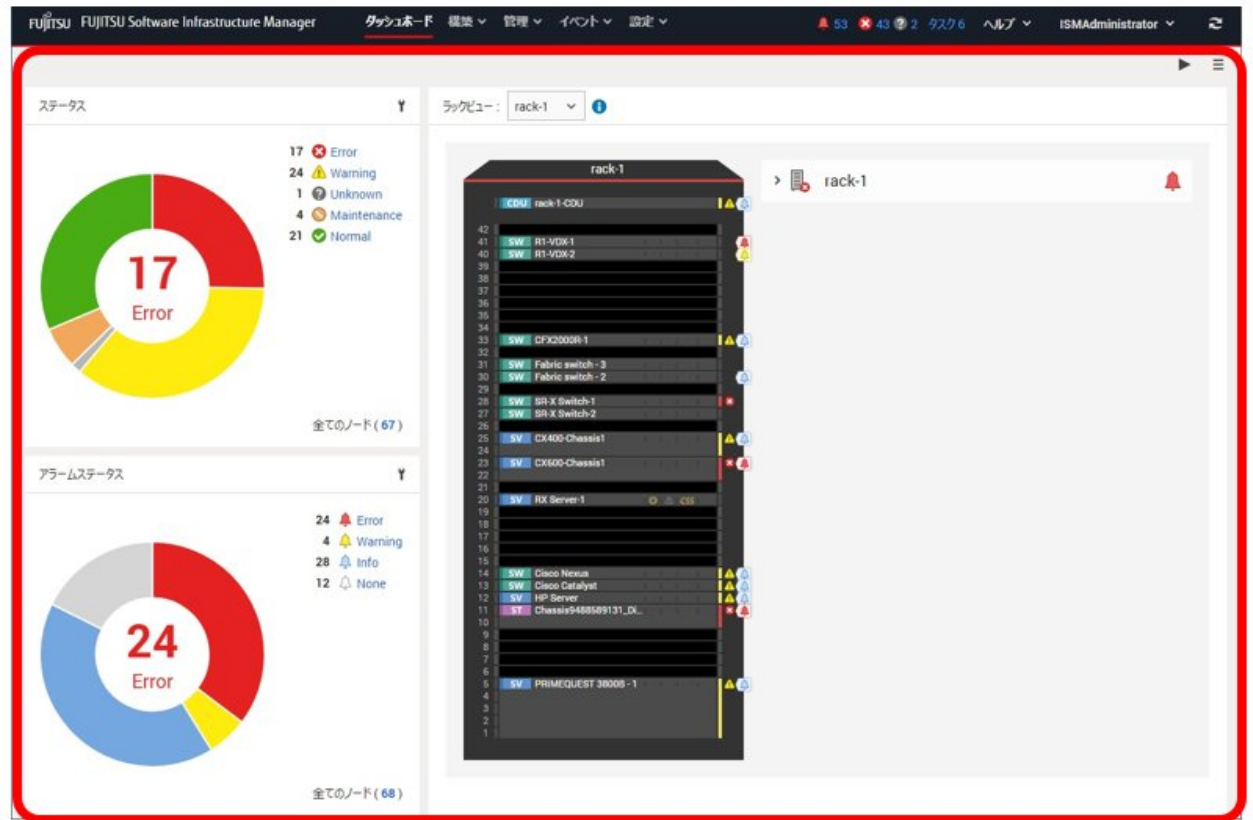 FUJITSU FUJITSU Software Infrastructure Manager ダッシュボード 構築 管理 イベント 設定 53 43 2 タスク 6 ヘルプ ISMAdministrator
ステータス
17 Error
24 Warning
1 Unknown
4 Maintenance
21 Normal
17
Error
全てのノード ( 67 )
アラームステータス
24 Error
4 Warning
28 Info
12 None
24
Error
全てのノード ( 68 )
ラックビュー : rack-1
rack-1
CDU rack-1-CDU
42
41 SW R1-VDX-1
40 SW R1-VDX-2
39
38
37
36
35
34
33 SW CFX2000R-1
32
31 SW Fabric switch - 3
30 SW Fabric switch - 2
29
28 SW SR-X Switch-1
27 SW SR-X Switch-2
26
25 SV CX400-Chassis1
24
23 SV CX600-Chassis1
22
21
20 SV RX Server-1 CSS
19
18
17
16
15
14 SW Cisco Nexus
13 SW Cisco Catalyst
12 SV HP Server
11 ST Chassis9488589131_Di...
10
9
8
7
6
5 SV PRIMEQUEST 3800B - 1
4
3
2
1
rack-1